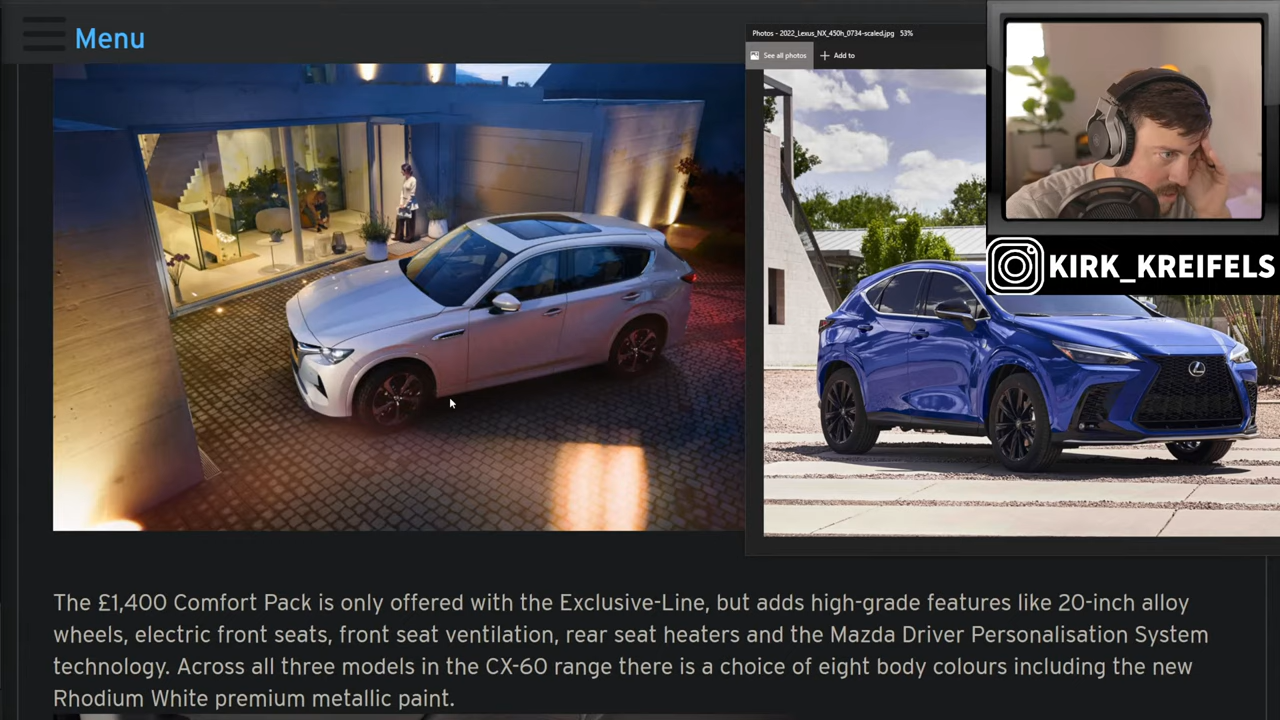 Menu
Photos - 2022_Lexus_NX_450h_0734-scaled.jpg 53%
See all photos
Add to
KIRK_KREIFELS
The £1,400 Comfort Pack is only offered with the Exclusive-Line, but adds high-grade features like 20-inch alloy
wheels, electric front seats, front seat ventilation, rear seat heaters and the Mazda Driver Personalisation System
technology. Across all three models in the CX-60 range there is a choice of eight body colours including the new
Rhodium White premium metallic paint.